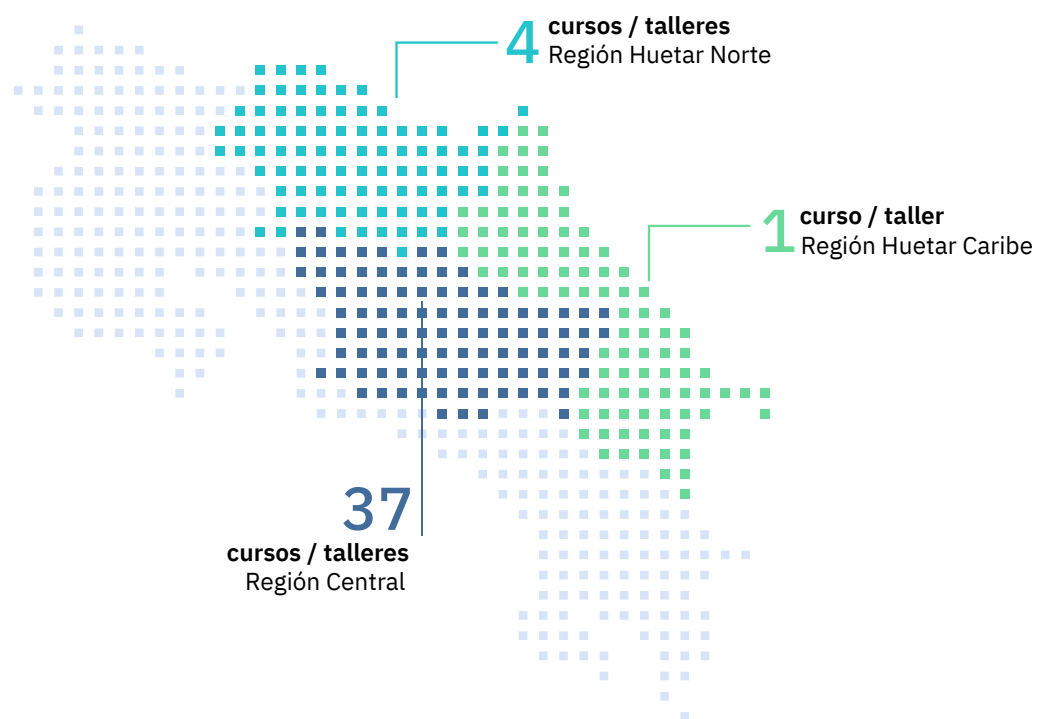 4
cursos / talleres
Región Huetar Norte
1
curso / taller
Región Huetar Caribe
37
cursos / talleres
Región Central